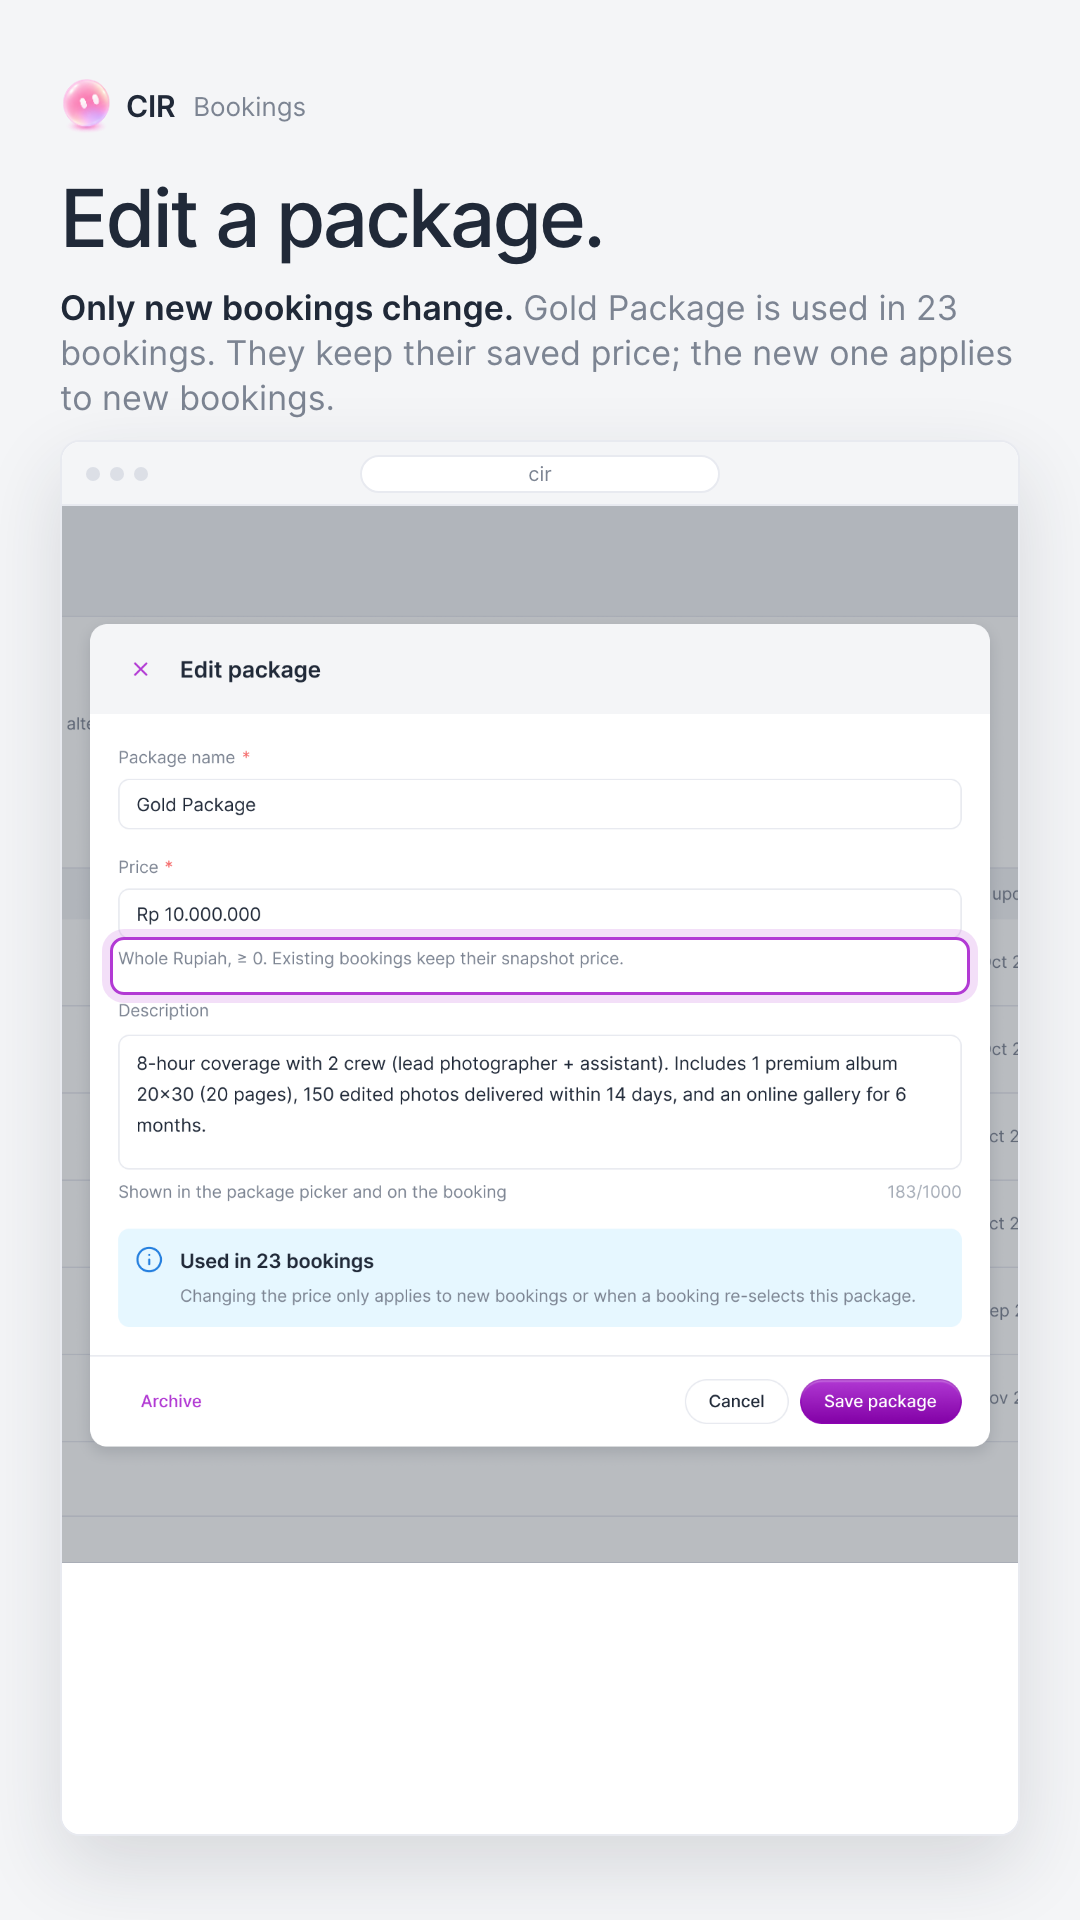 CIR Bookings
Edit a package.
Only new bookings change. Gold Package is used in 23
bookings. They keep their saved price; the new one applies
to new bookings.
cir
Edit package
Package name *
Gold Package
Price *
Rp 10.000.000
Whole Rupiah, ≥ 0. Existing bookings keep their snapshot price.
Description
8-hour coverage with 2 crew (lead photographer + assistant). Includes 1 premium album
20×30 (20 pages), 150 edited photos delivered within 14 days, and an online gallery for 6
months.
Shown in the package picker and on the booking 183/1000
Used in 23 bookings
Changing the price only applies to new bookings or when a booking re-selects this package.
Archive Cancel Save package